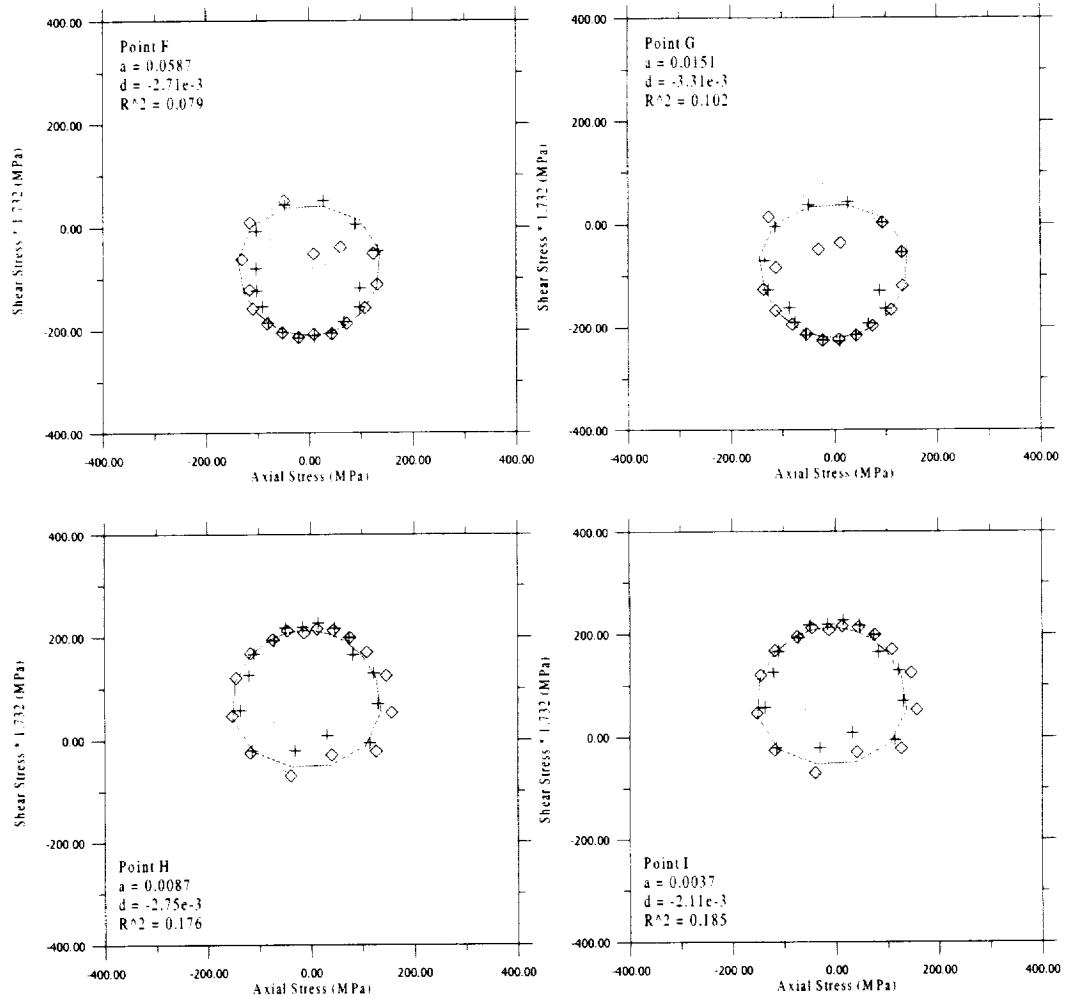 400.00
Point F
a = 0.0587
d = -2.71e-3
R^2 = 0.079
200.00
0.00
-200.00
-400.00
Shear Stress * 1.732 (MPa)
-400.00 -200.00 0.00 200.00 400.00
Axial Stress (MPa)
400.00
Point G
a = 0.0151
d = -3.31e-3
R^2 = 0.102
200.00
0.00
-200.00
-400.00
Shear Stress * 1.732 (MPa)
-400.00 -200.00 0.00 200.00 400.00
Axial Stress (MPa)
400.00
200.00
0.00
-200.00
Point H
a = 0.0087
d = -2.75e-3
R^2 = 0.176
-400.00
Shear Stress * 1.732 (MPa)
-400.00 -200.00 0.00 200.00 400.00
Axial Stress (MPa)
400.00
200.00
0.00
-200.00
Point I
a = 0.0037
d = -2.11e-3
R^2 = 0.185
-400.00
Shear Stress * 1.732 (MPa)
-400.00 -200.00 0.00 200.00 400.00
Axial Stress (MPa)